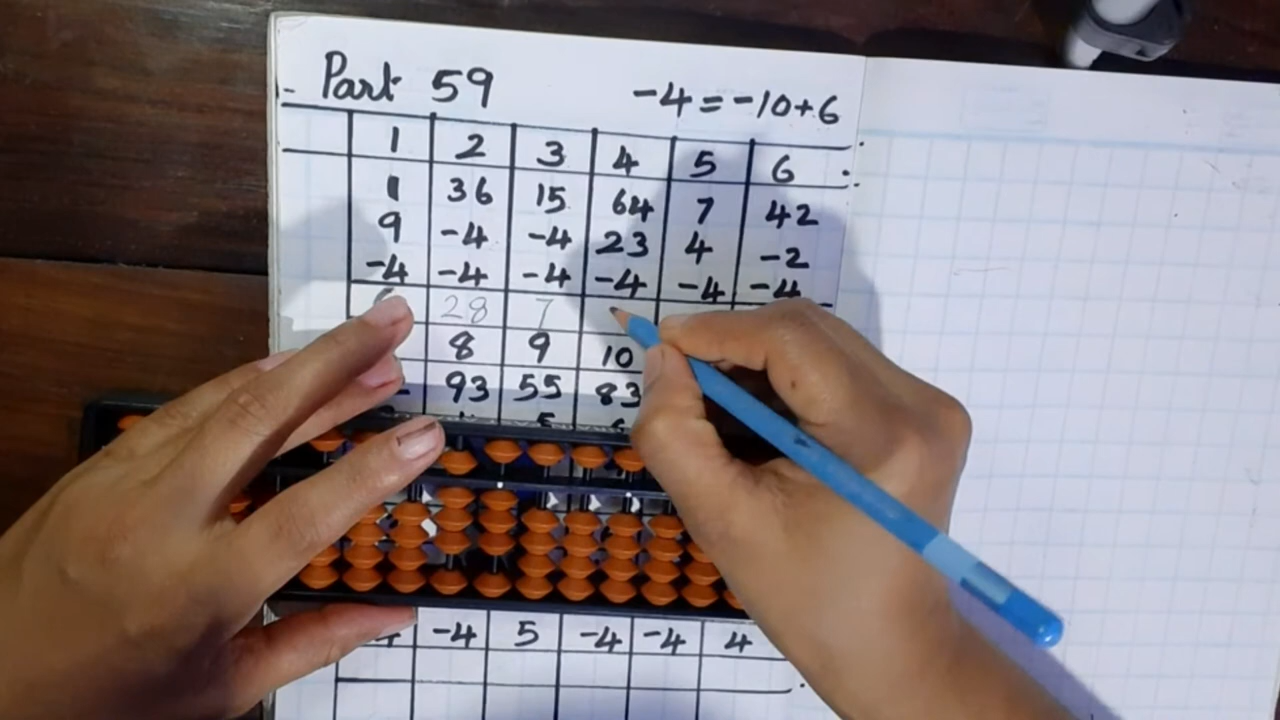 Part 59 -4=-10+6
1 2 3 4 5 6
1 36 15 64 7 42
9 -4 -4 23 4 -2
-4 -4 -4 -4 -4 -4
28 7
8 9 10
93 55 83
-4 5 -4 -4 4